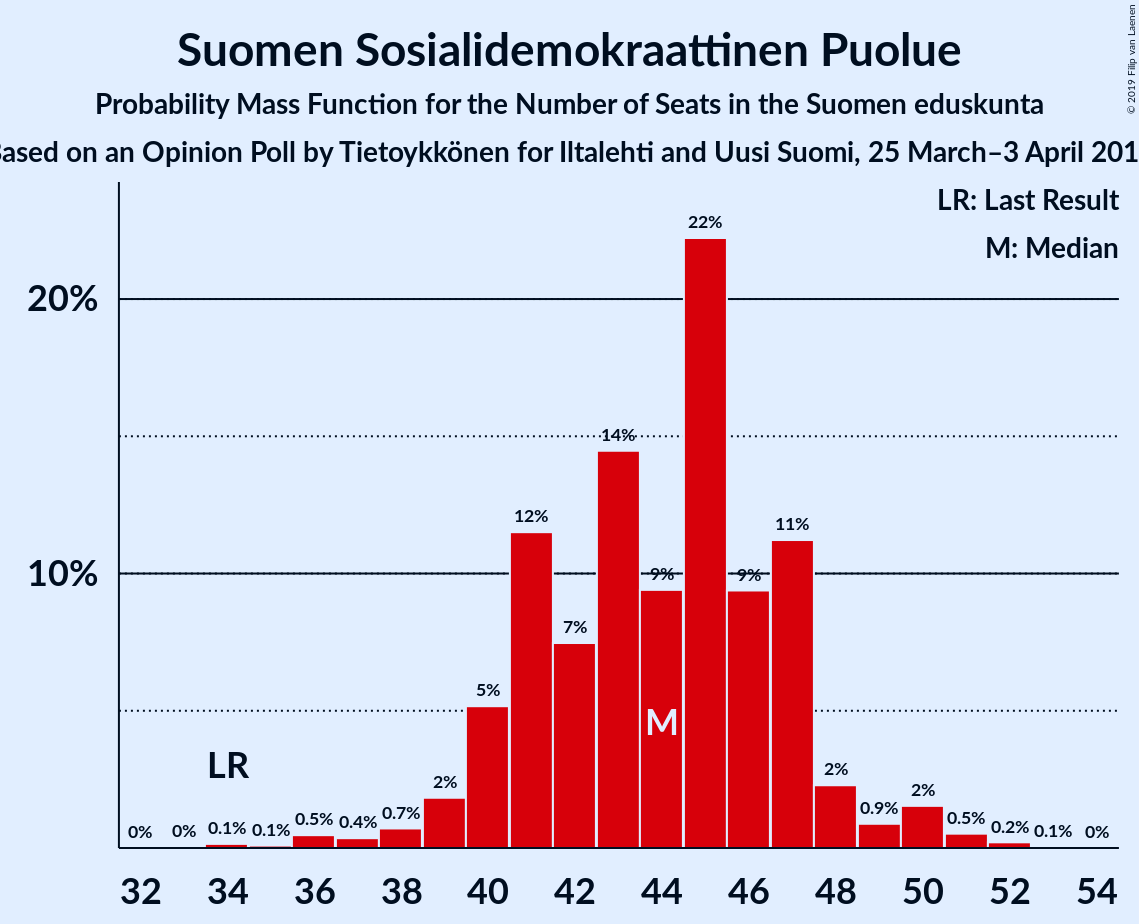 Suomen Sosialidemokraattinen Puolue
Probability Mass Function for the Number of Seats in the Suomen eduskunta
on an Opinion Poll by Tietoykkönen for Iltalehti and Uusi Suomi, 25 March–3 April
© 2019 Filip van Laenen
LR: Last Result
M: Median
20%
10%
0% 0% 0.1% 0.1% 0.5% 0.4% 0.7% 2% 5% 12% 7% 14% 9% 22% 9% 11% 2% 0.9% 2% 0.5% 0.2% 0.1% 0%
LR
M
32 34 36 38 40 42 44 46 48 50 52 54